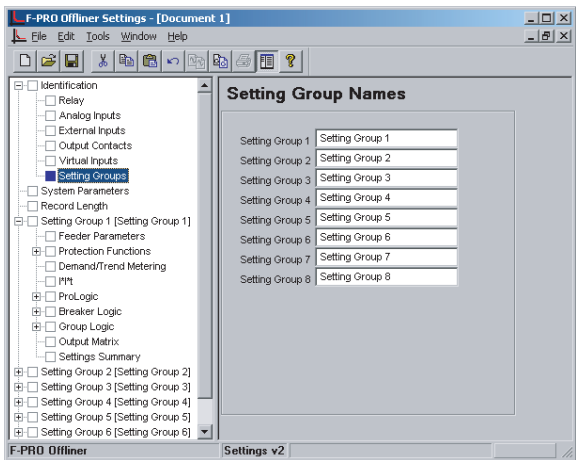 F-PRO Offliner Settings - [Document 1]
File Edit Tools Window Help
Identification
Relay
Analog Inputs
External Inputs
Output Contacts
Virtual Inputs
Setting Groups
System Parameters
Record Length
Setting Group 1 [Setting Group 1]
Feeder Parameters
Protection Functions
Demand/Trend Metering
I*I*t
ProLogic
Breaker Logic
Group Logic
Output Matrix
Settings Summary
Setting Group 2 [Setting Group 2]
Setting Group 3 [Setting Group 3]
Setting Group 4 [Setting Group 4]
Setting Group 5 [Setting Group 5]
Setting Group 6 [Setting Group 6]
Setting Group Names
Setting Group 1 Setting Group 1
Setting Group 2 Setting Group 2
Setting Group 3 Setting Group 3
Setting Group 4 Setting Group 4
Setting Group 5 Setting Group 5
Setting Group 6 Setting Group 6
Setting Group 7 Setting Group 7
Setting Group 8 Setting Group 8
F-PRO Offliner Settings v2